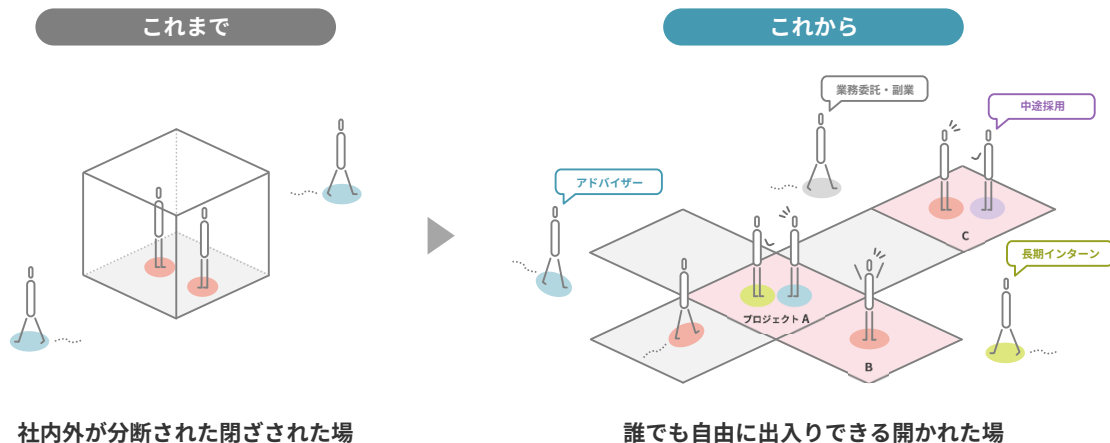 これまで
これから
業務委託・副業
中途採用
アドバイザー
C
長期インターン
プロジェクト A
B
社内外が分断された閉ざされた場
誰でも自由に出入りできる開かれた場